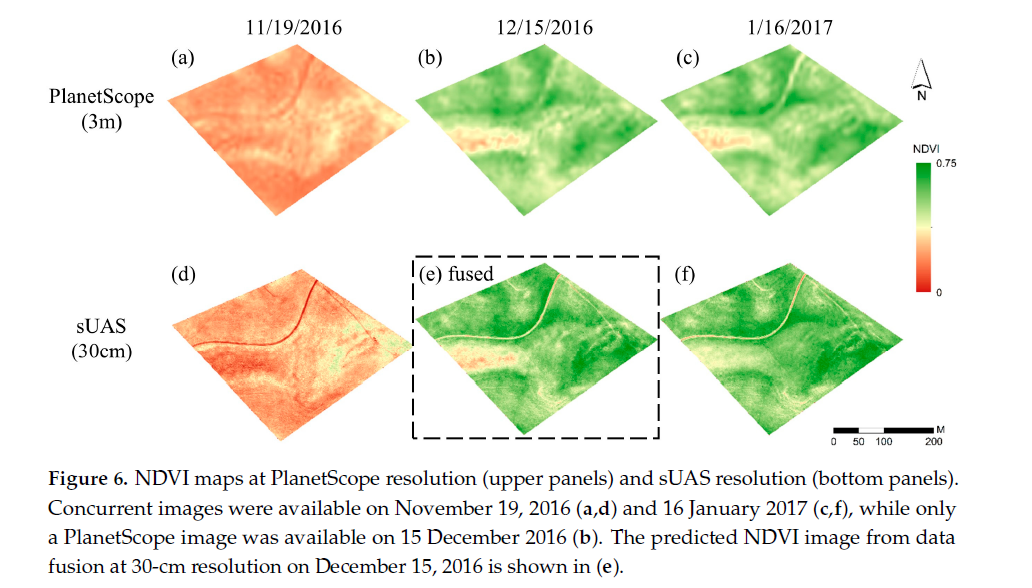 11/19/2016 12/15/2016 1/16/2017
(a) (b) (c)
PlanetScope
(3m)
N
NDVI
0.75
0
(d) (e) fused (f)
sUAS
(30cm)
M
0 50 100 200
Figure 6. NDVI maps at PlanetScope resolution (upper panels) and sUAS resolution (bottom panels).
Concurrent images were available on November 19, 2016 (a,d) and 16 January 2017 (c,f), while only
a PlanetScope image was available on 15 December 2016 (b). The predicted NDVI image from data
fusion at 30-cm resolution on December 15, 2016 is shown in (e).